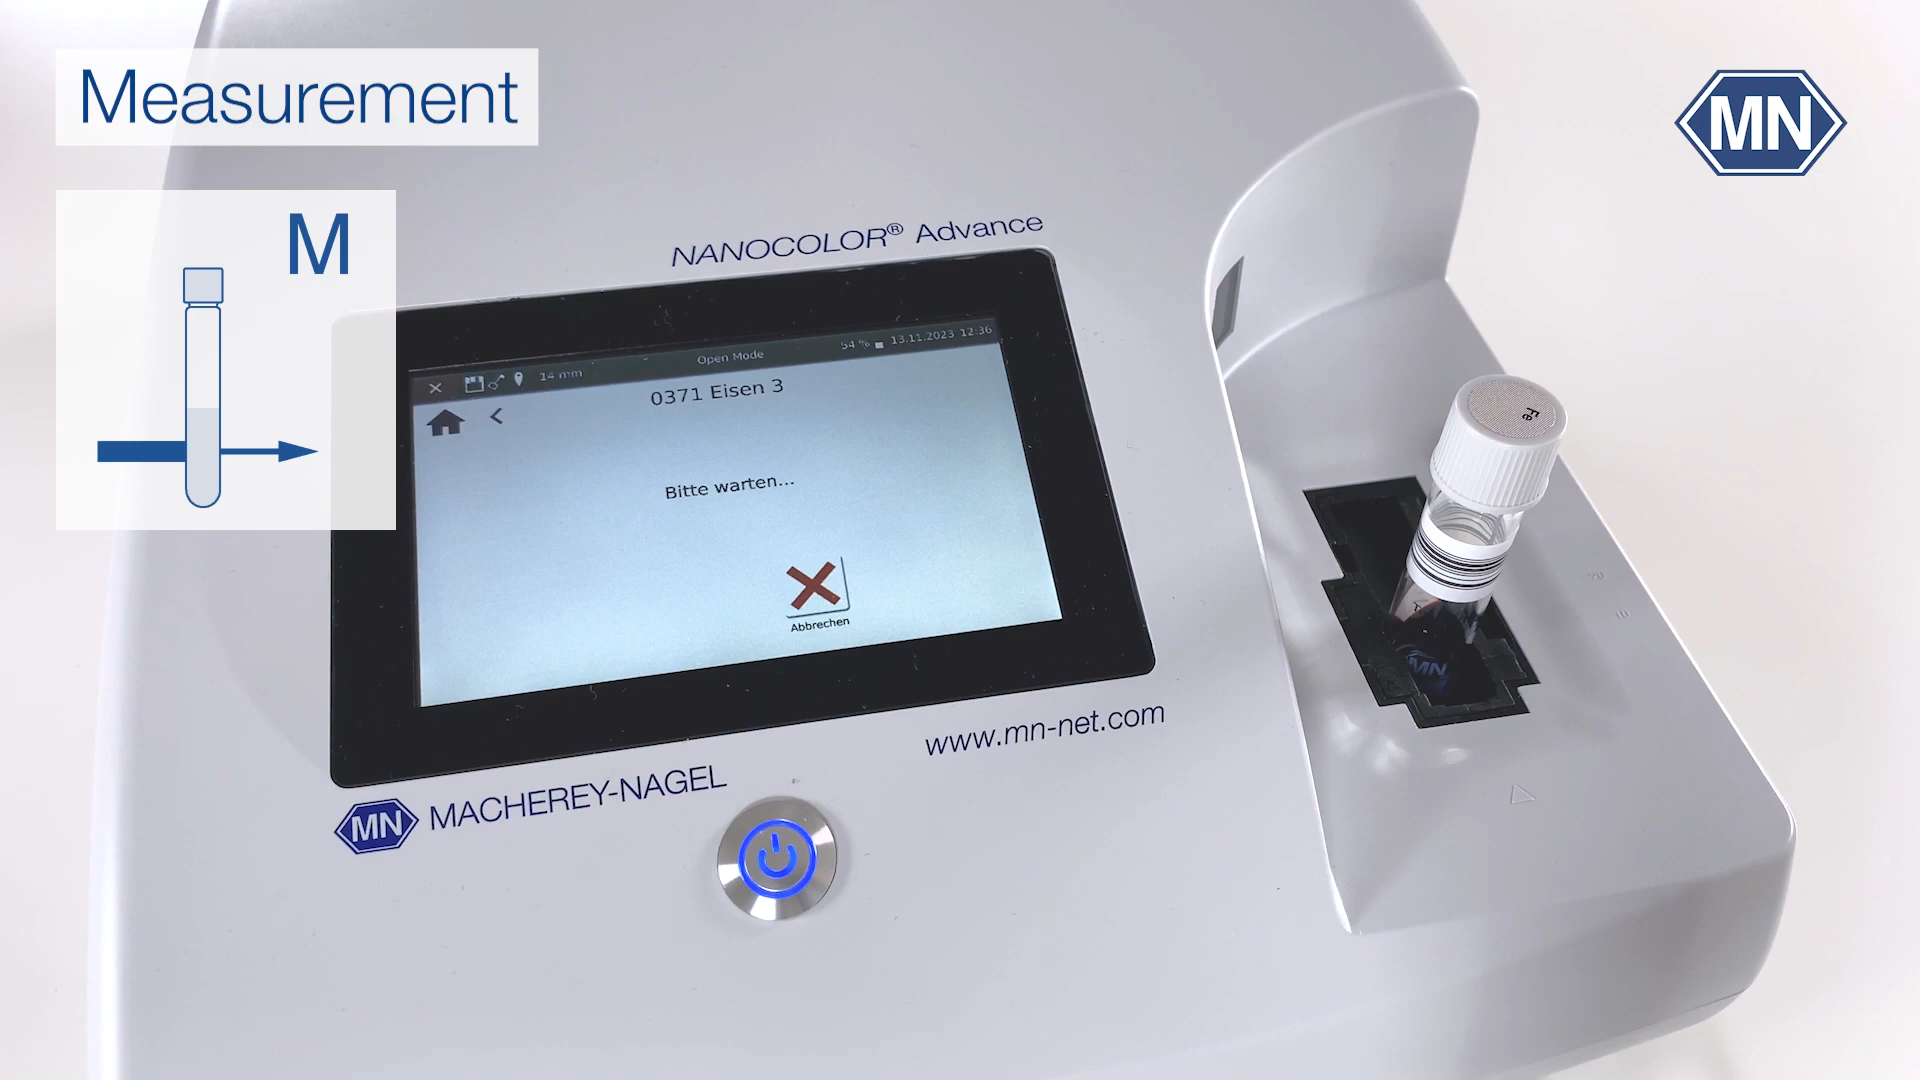 Measurement
M
MN
NANOCOLOR® Advance
14 mm
Open Mode
54 %
13.11.2023 12:36
0371 Eisen 3
Bitte warten...
Abbrechen
Fe
MN
www.mn-net.com
MN MACHEREY-NAGEL